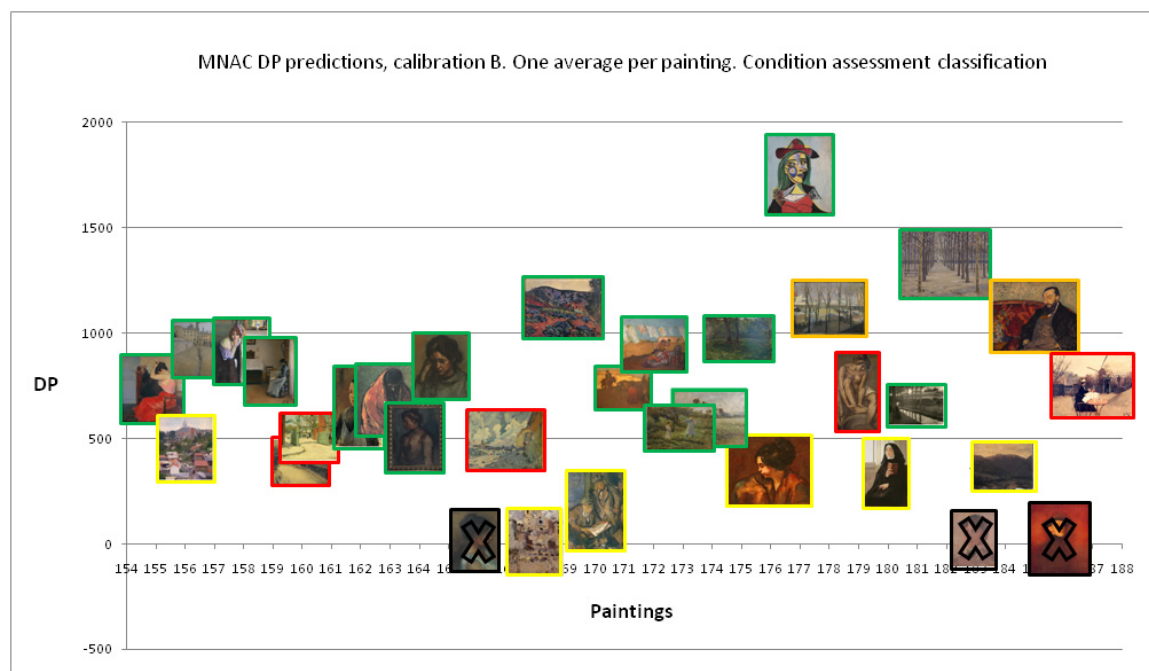 MNAC DP predictions, calibration B. One average per painting. Condition assessment classification
2000
1500
1000
DP
500
0
154 155 156 157 158 159 160 161 162 163 164 170 171 172 173 174 175 176 177 178 179 180 181 182 184 188
Paintings
-500